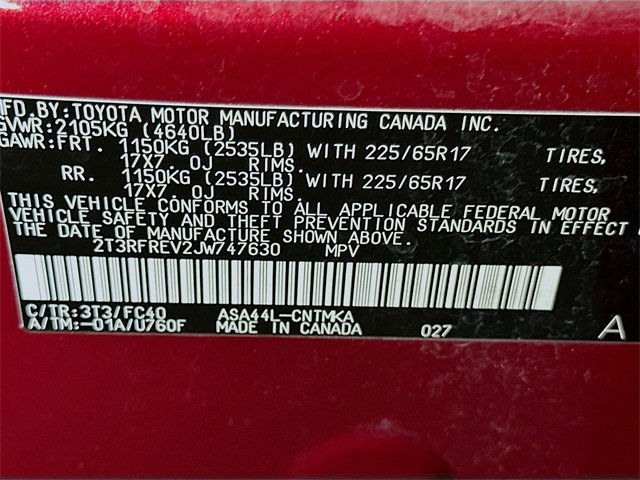 MFD BY:TOYOTA MOTOR MANUFACTURING CANADA INC.
GVWR:2105KG (4640LB)
GAWR:FRT. 1150KG (2535LB) WITH 225/65R17 TIRES,
17X7.0J RIMS.
RR. 1150KG (2535LB) WITH 225/65R17 TIRES,
17X7.0J RIMS.
THIS VEHICLE CONFORMS TO ALL APPLICABLE FEDERAL MOTOR
VEHICLE SAFETY AND THEFT PREVENTION STANDARDS IN EFFECT
THE DATE OF MANUFACTURE SHOWN ABOVE.
2T3RFREV2JW747630 MPV
C/TR:3T3/FC40 ASA44L-CNTMKA
A/TM:-01A/U760F MADE IN CANADA 027 A